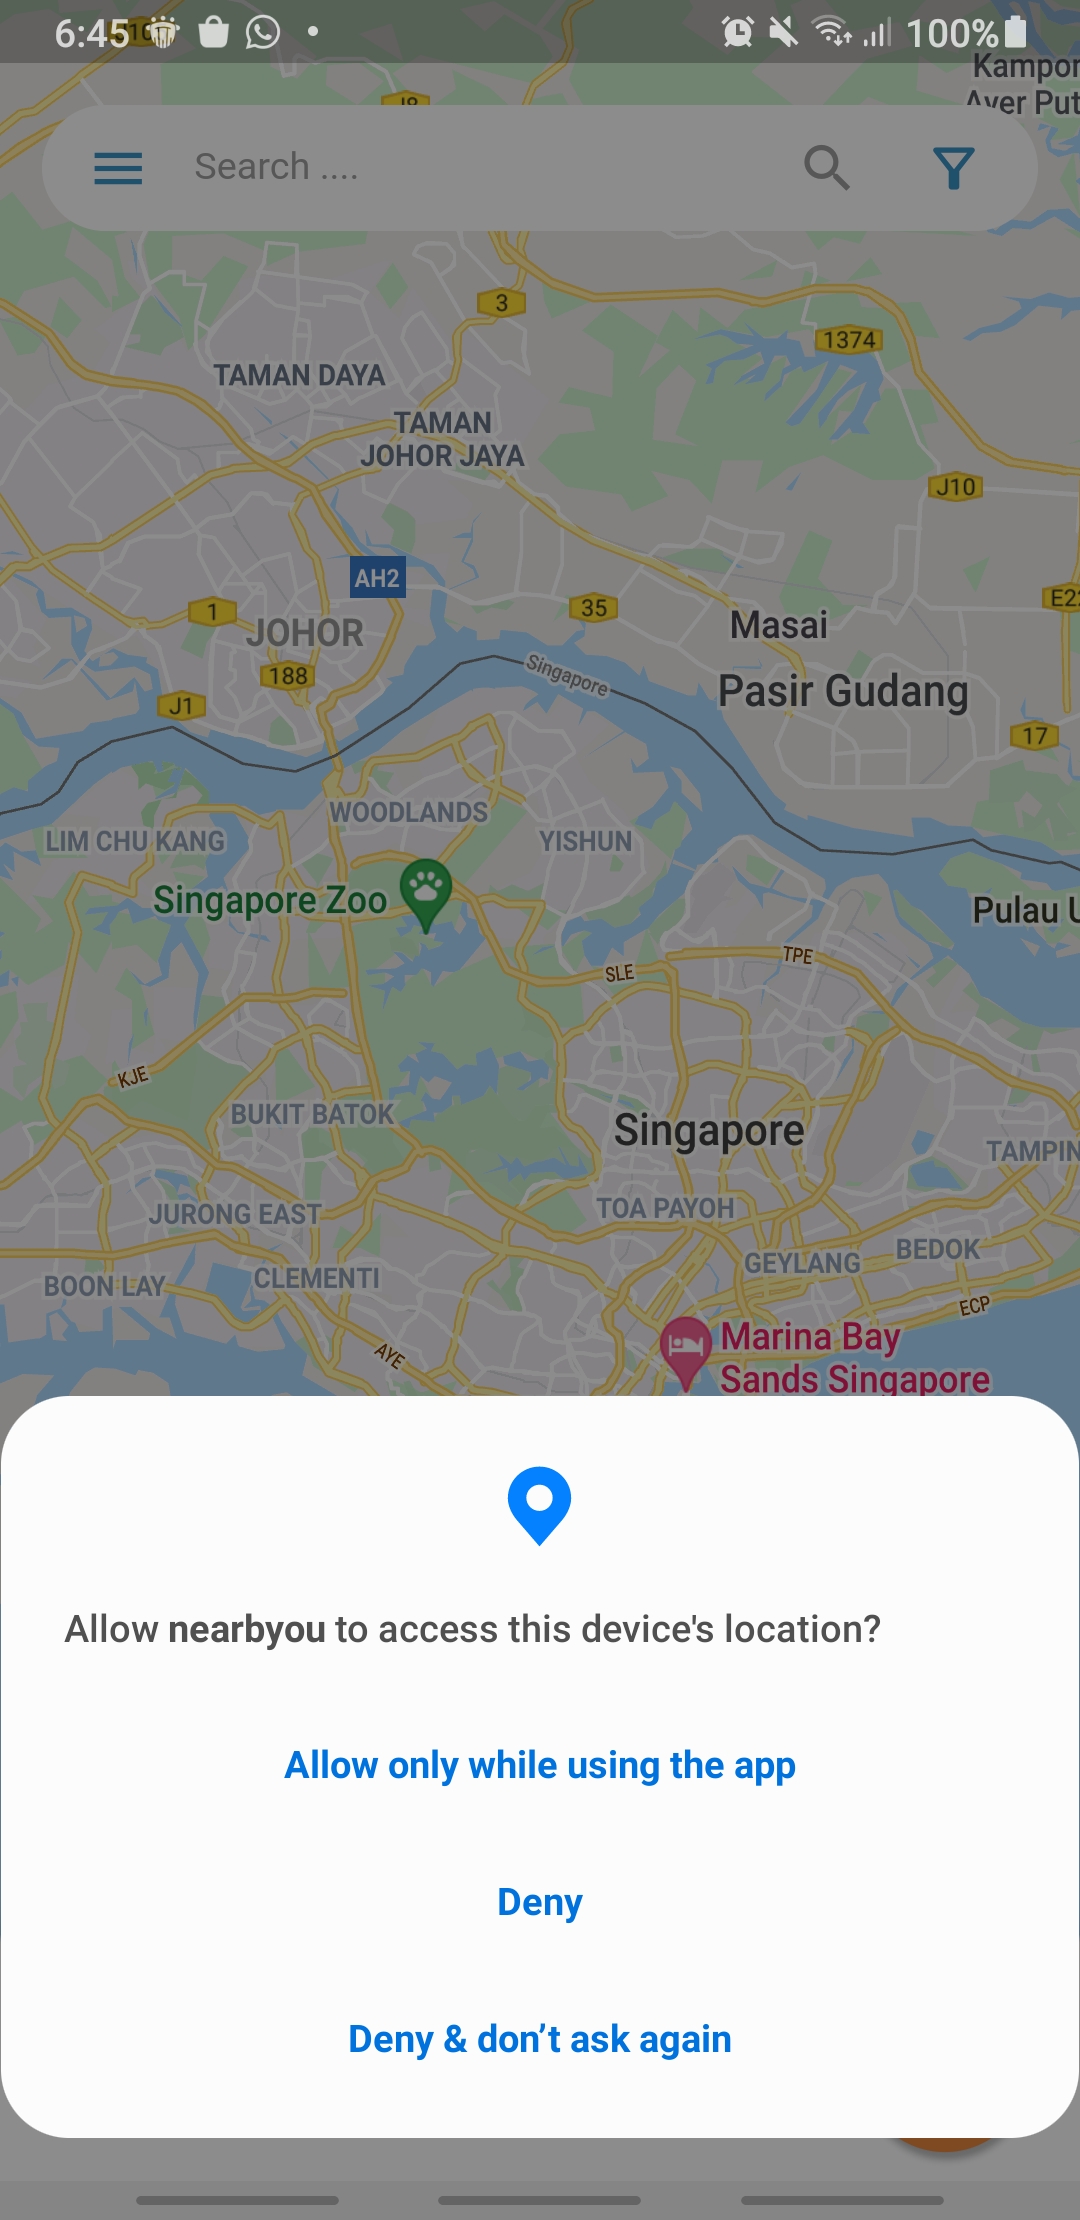 6:45
100%
Kampor
Ayer Put
J8
Search ....
3
1374
TAMAN DAYA
TAMAN
JOHOR JAYA
J10
AH2
1
35
E22
JOHOR
Masai
188
Singapore
Pasir Gudang
J1
17
WOODLANDS
LIM CHU KANG
YISHUN
Singapore Zoo
Pulau U
SLE
TPE
KJE
BUKIT BATOK
Singapore
TAMPIN
JURONG EAST
TOA PAYOH
BEDOK
GEYLANG
BOON LAY
CLEMENTI
ECP
AYE
Marina Bay
Sands Singapore
Allow nearbyou to access this device's location?
Allow only while using the app
Deny
Deny & don’t ask again